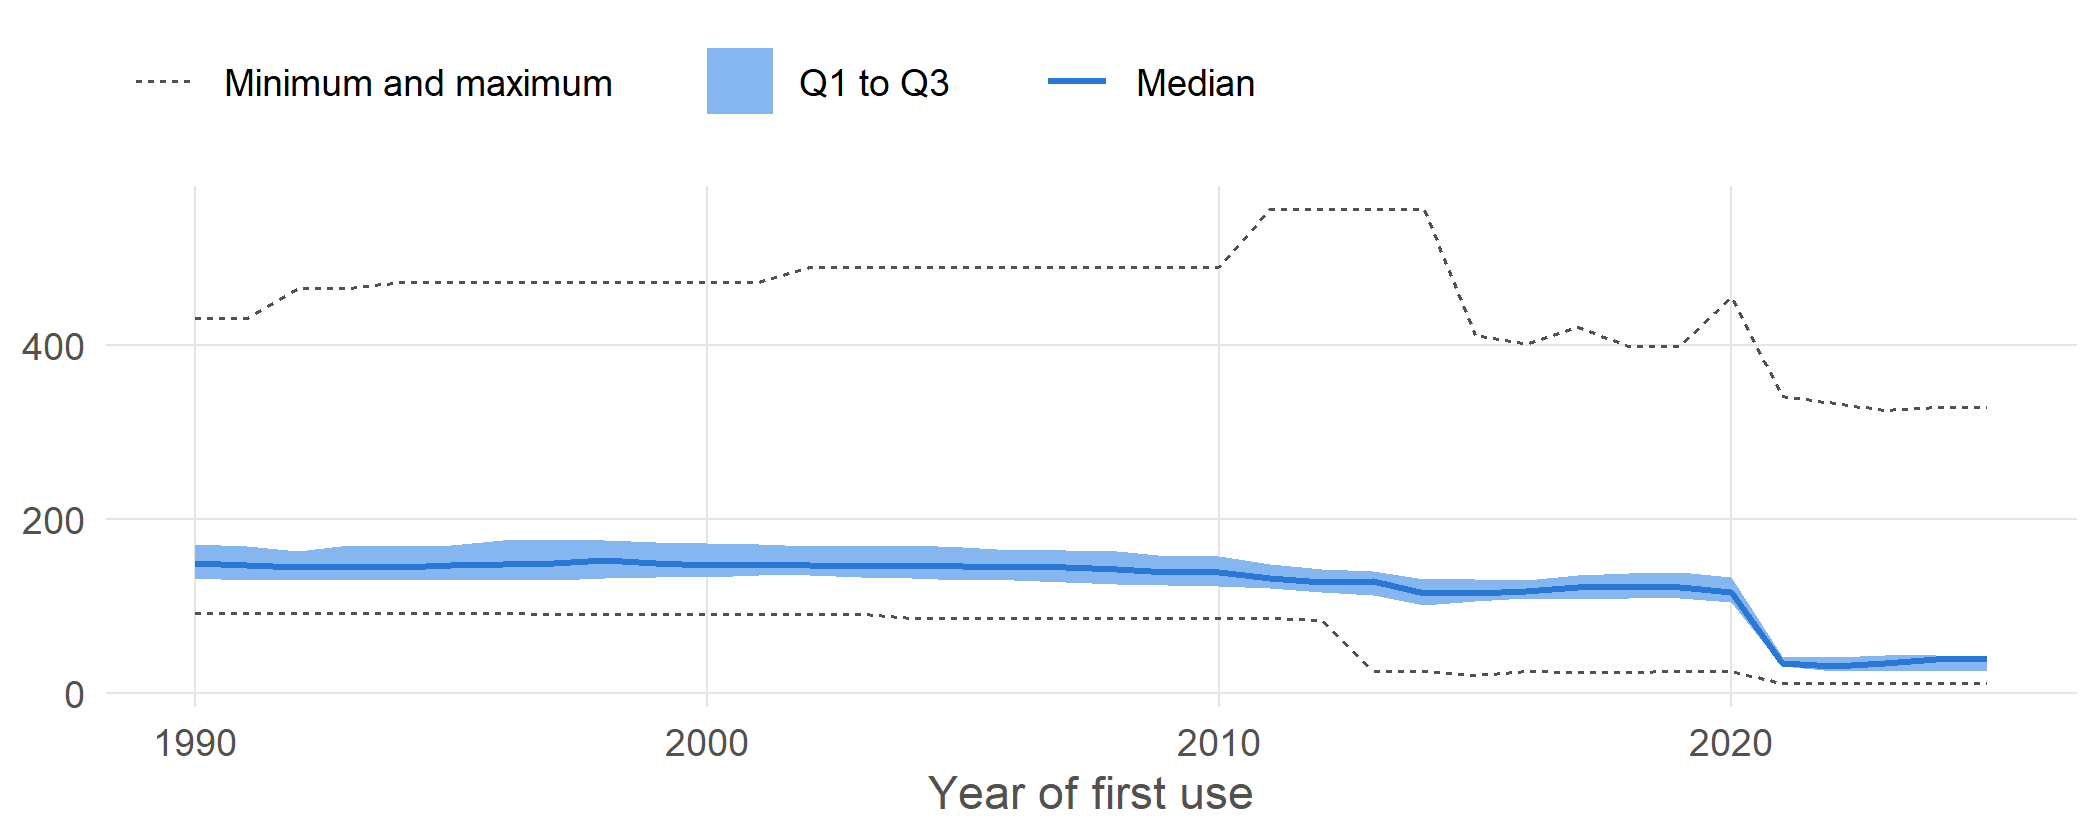 Minimum and maximum Q1 to Q3 Median
400
200
0
1990 2000 2010 2020
Year of first use